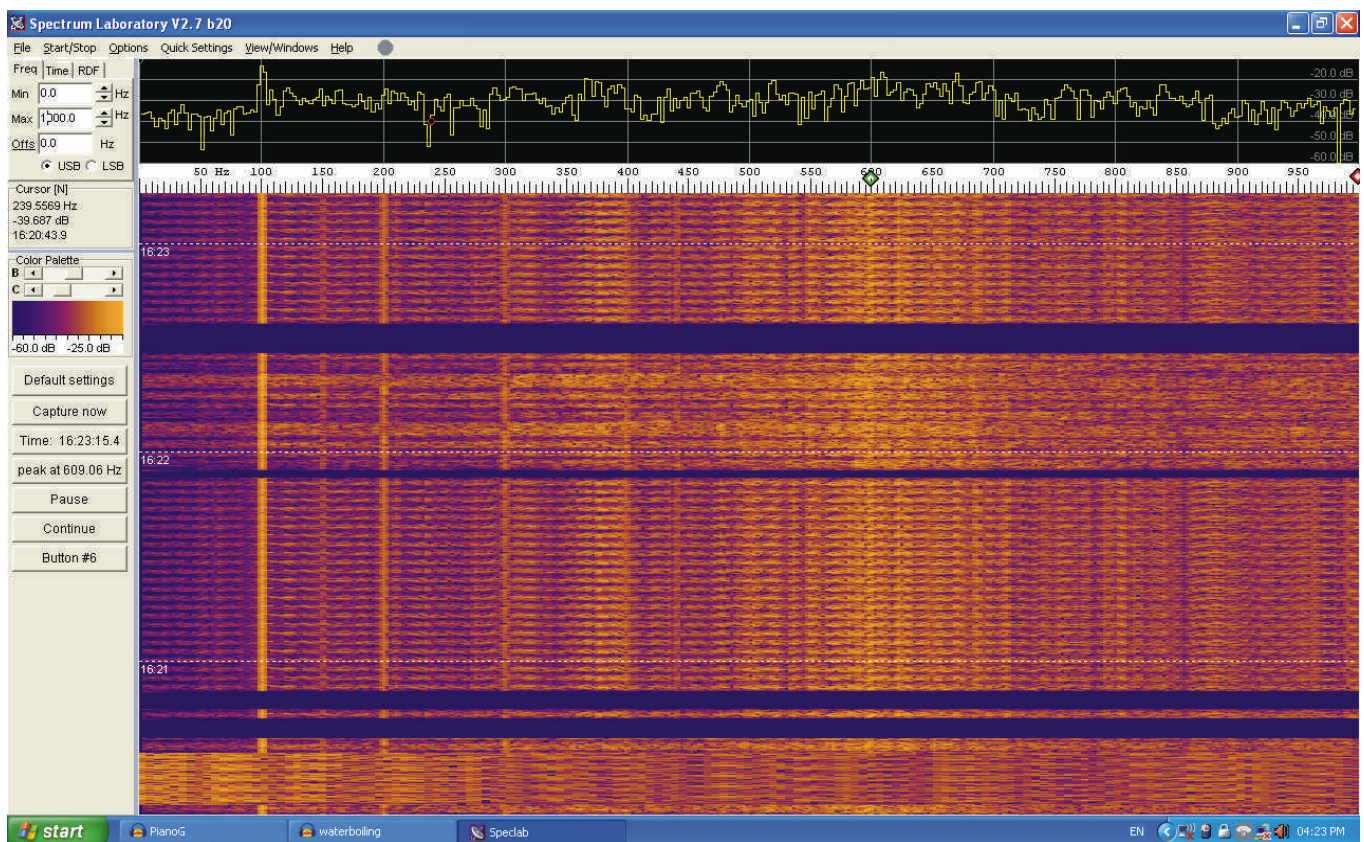 Spectrum Laboratory V2.7 b20
File Start/Stop Options Quick Settings View/Windows Help
Freq Time RDF
Min 0.0 Hz
Max 1000.0 Hz
Offs 0.0 Hz
USB LSB
-20.0 dB
-30.0 dB
-40.0 dB
-50.0 dB
-60.0 dB
50 Hz 100 150 200 250 300 350 400 450 500 550 600 650 700 750 800 850 900 950
Cursor [N]
239.5569 Hz
-39.687 dB
16:20:43.9
Color Palette
B
C
-60.0 dB -25.0 dB
Default settings
Capture now
Time: 16:23:15.4
peak at 609.06 Hz
Pause
Continue
Button #6
16:23
16:22
16:21
start PianoG waterboiling Speclab EN 04:23 PM